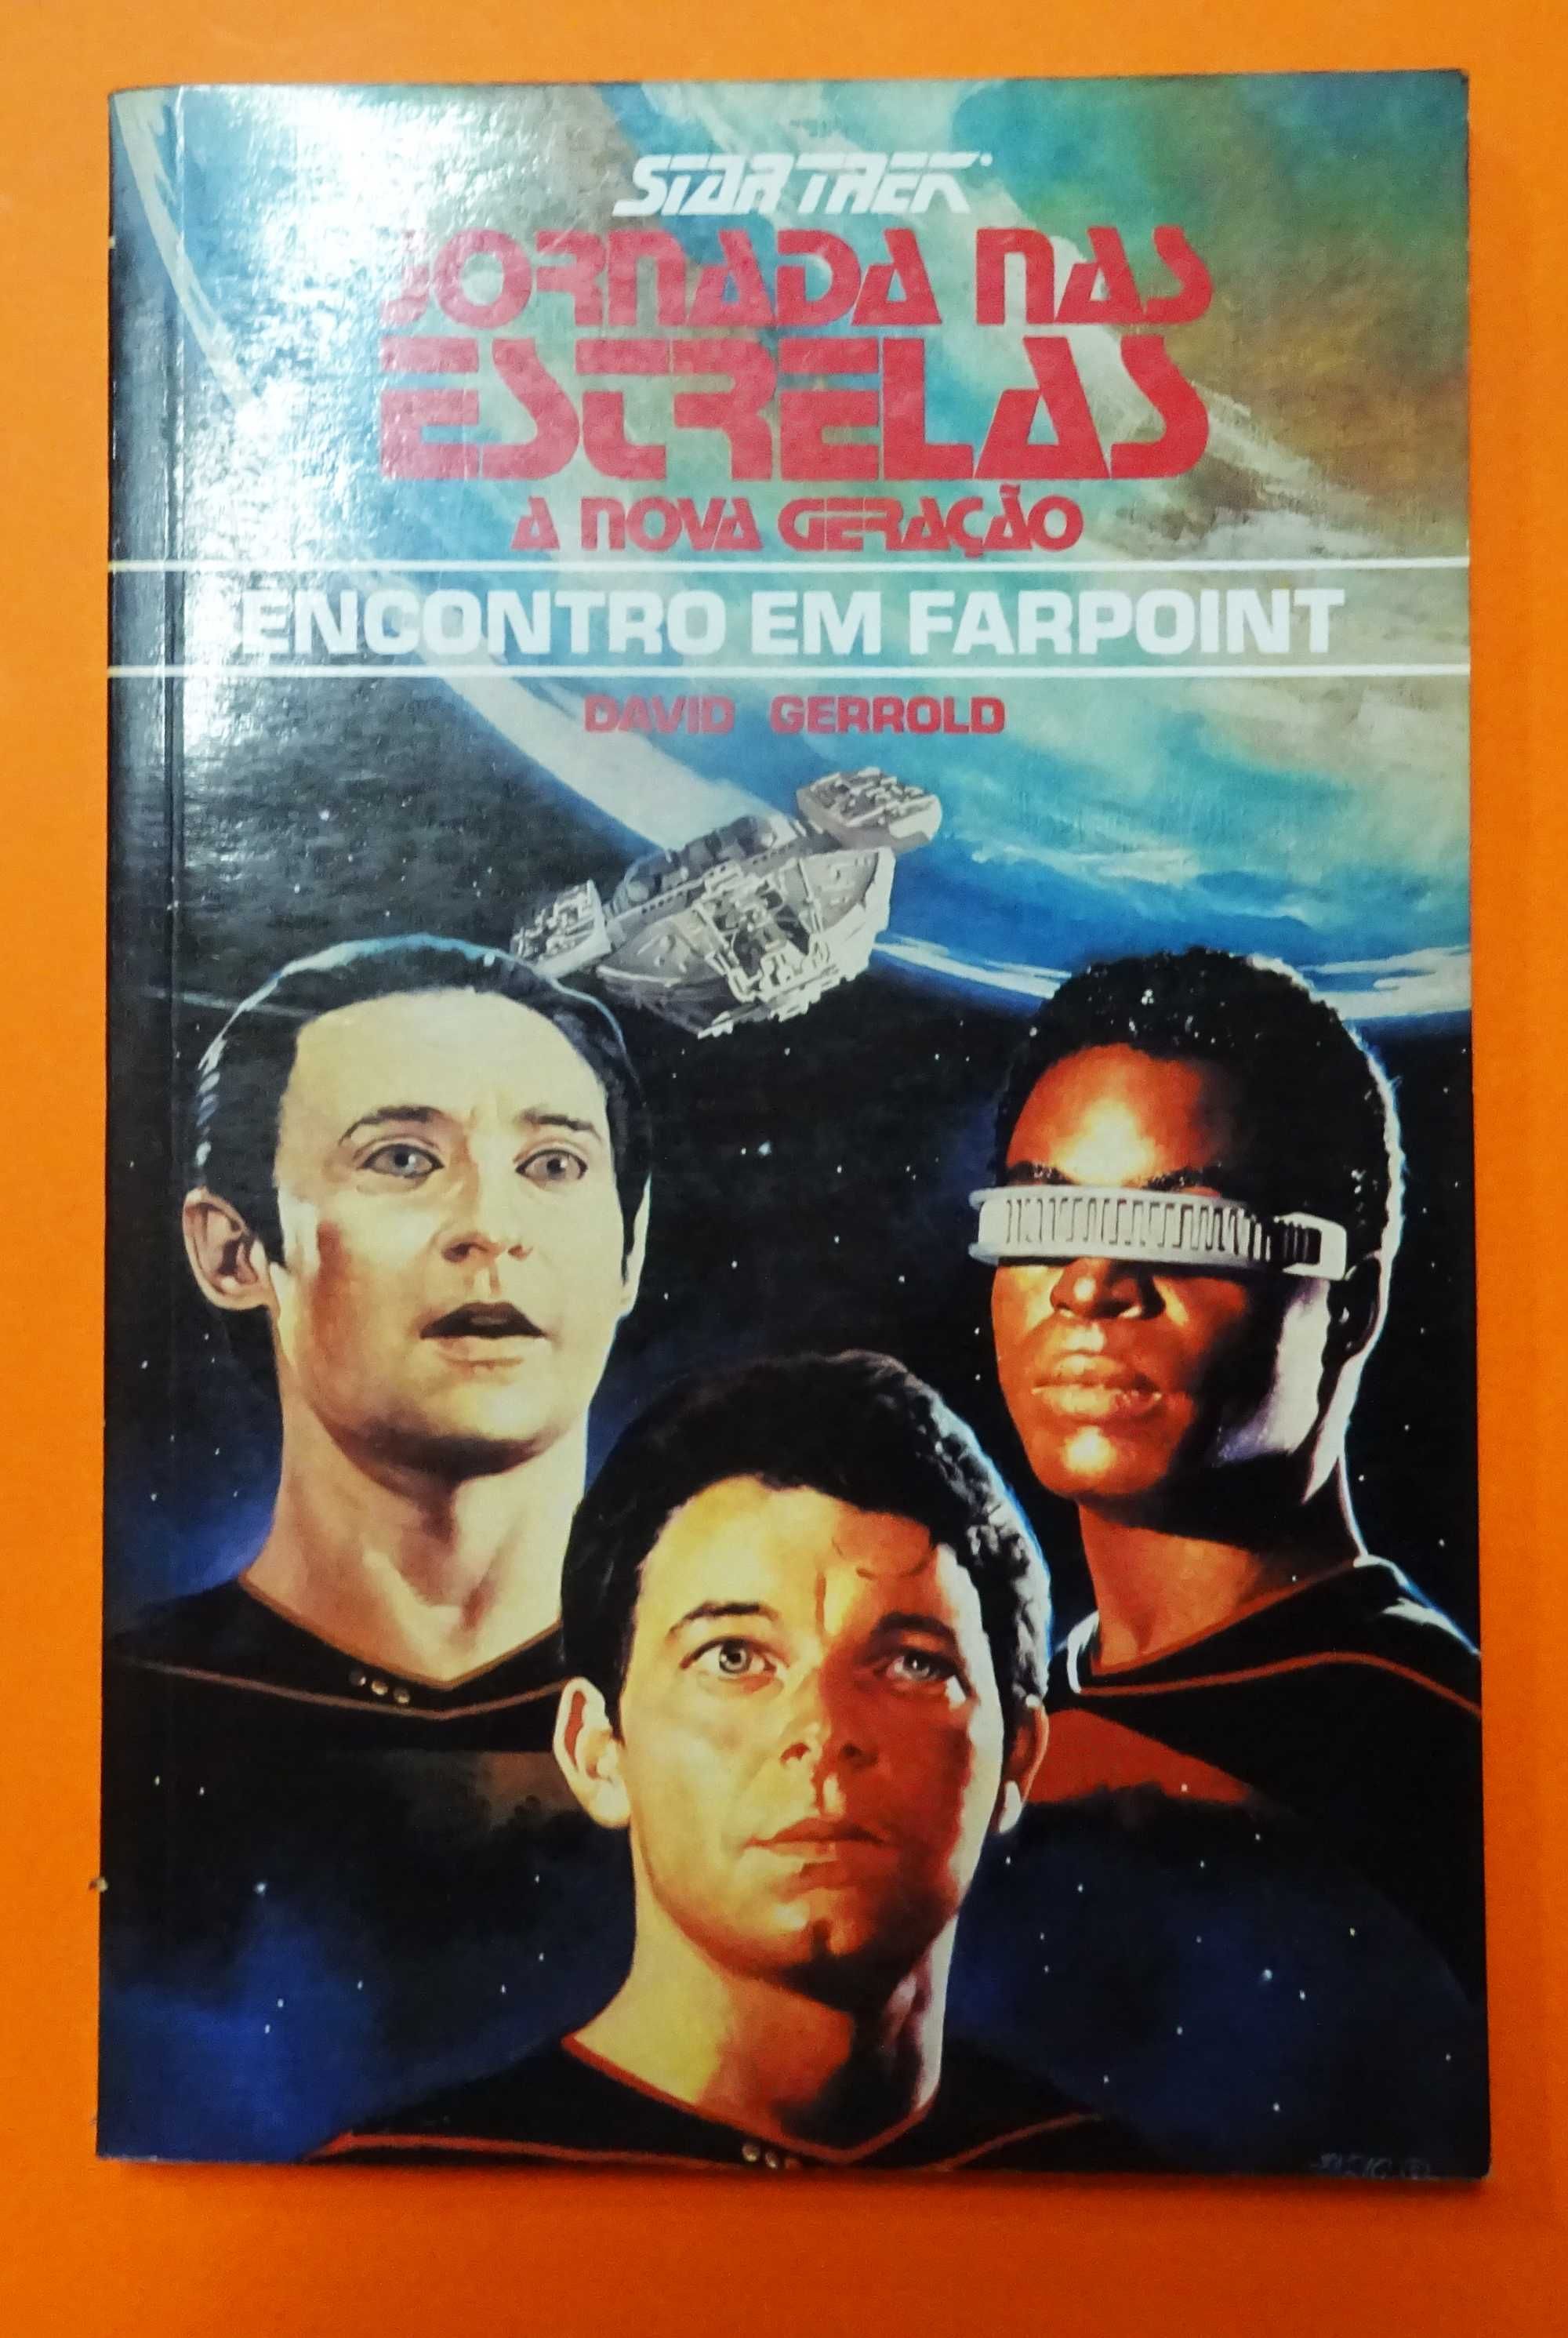 STAR TREK
JORNADA NAS
ESTRELAS
A NOVA GERAÇÃO
ENCONTRO EM FARPOINT
DAVID GERROLD